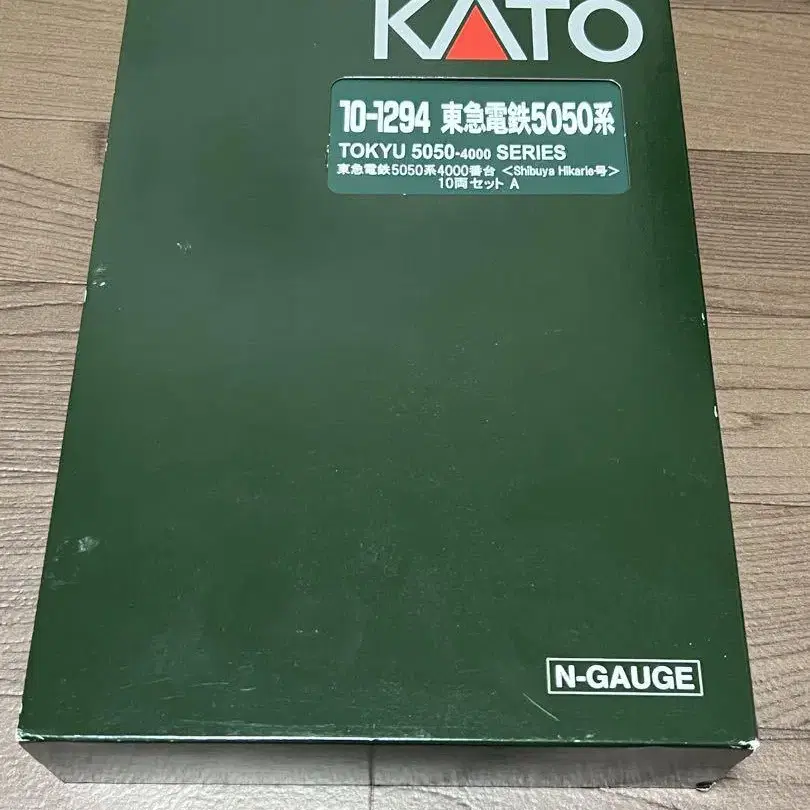 KATO
10-1294 東急電鉄5050系
TOKYU 5050-4000 SERIES
東急電鉄5050系4000番台 <Shibuya Hikarie号>
10両セット A
N-GAUGE